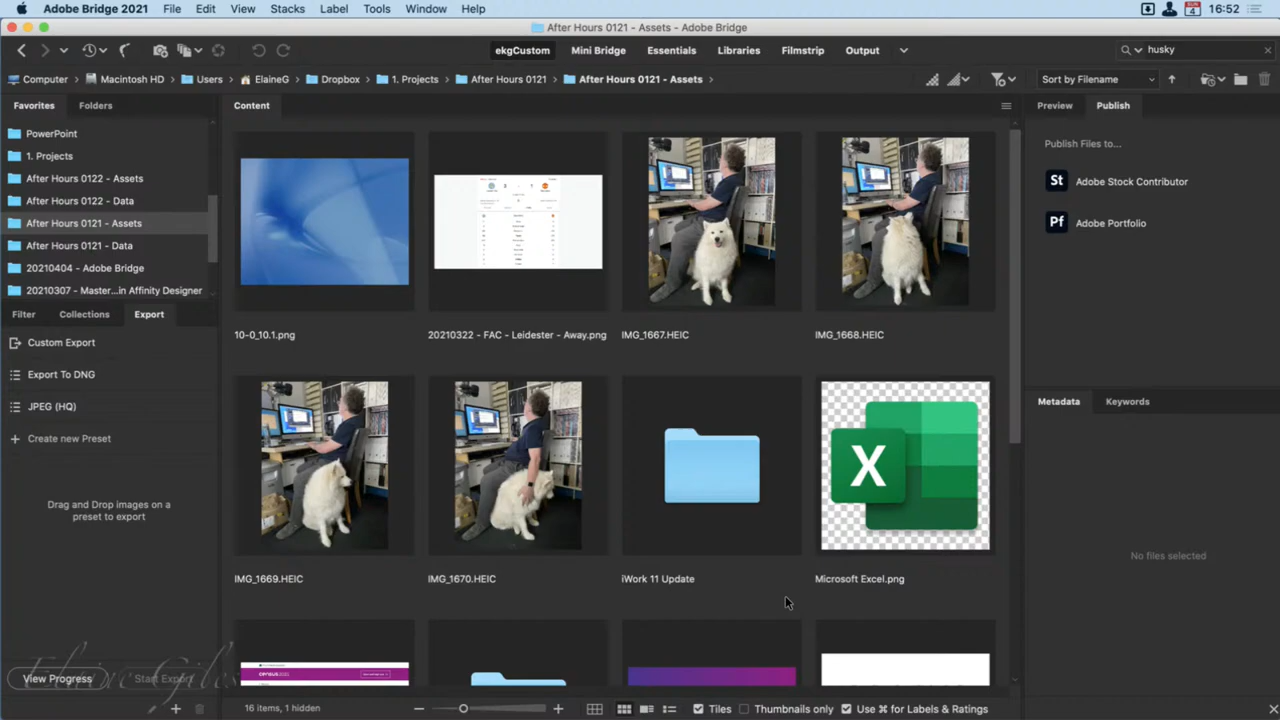 Adobe Bridge 2021 File Edit View Stacks Label Tools Window Help 4 16:52
After Hours 0121 - Assets - Adobe Bridge
ekgCustom Mini Bridge Essentials Libraries Filmstrip Output husky
Computer Macintosh HD Users ElaineG Dropbox 1. Projects After Hours 0121 After Hours 0121 - Assets Sort by Filename
Favorites Folders Content Preview Publish
PowerPoint
1. Projects
After Hours 0122 - Assets
After Hours 0122 - Data
After Hours 0121 - Assets
After Hours 0121 - Data
20210404 - Adobe Bridge
20210307 - Master...in Affinity Designer
Publish Files to...
St Adobe Stock Contributor
Pf Adobe Portfolio
10-0_10.1.png 20210322 - FAC - Leidester - Away.png IMG_1667.HEIC IMG_1668.HEIC
Filter Collections Export
Custom Export
Export To DNG
JPEG (HQ)
Create new Preset
Drag and Drop images on a
preset to export
X
IMG_1669.HEIC IMG_1670.HEIC iWork 11 Update Microsoft Excel.png
Metadata Keywords
No files selected
census
Elaine Giles
View Progress Start Export
16 items, 1 hidden Tiles Thumbnails only Use ⌘ for Labels & Ratings